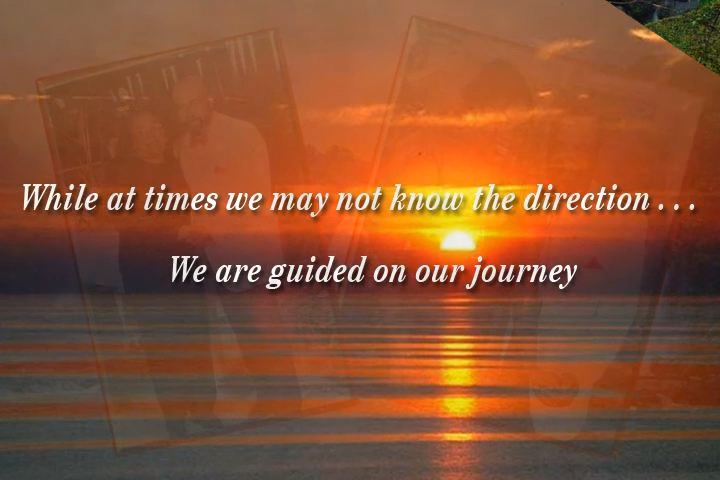 While at times we may not know the direction . . .
We are guided on our journey